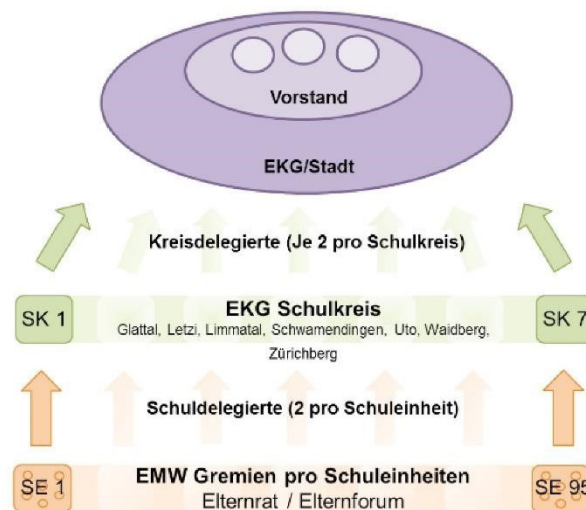 Vorstand
EKG/Stadt
Kreisdelegierte (Je 2 pro Schulkreis)
SK 1
EKG Schulkreis
SK 7
Glattal, Letzi, Limmatal, Schwamendingen, Uto, Waidberg,
Zürichberg
Schuldelegierte (2 pro Schuleinheit)
SE 1
EMW Gremien pro Schuleinheiten
SE 95
Elternrat / Elternforum